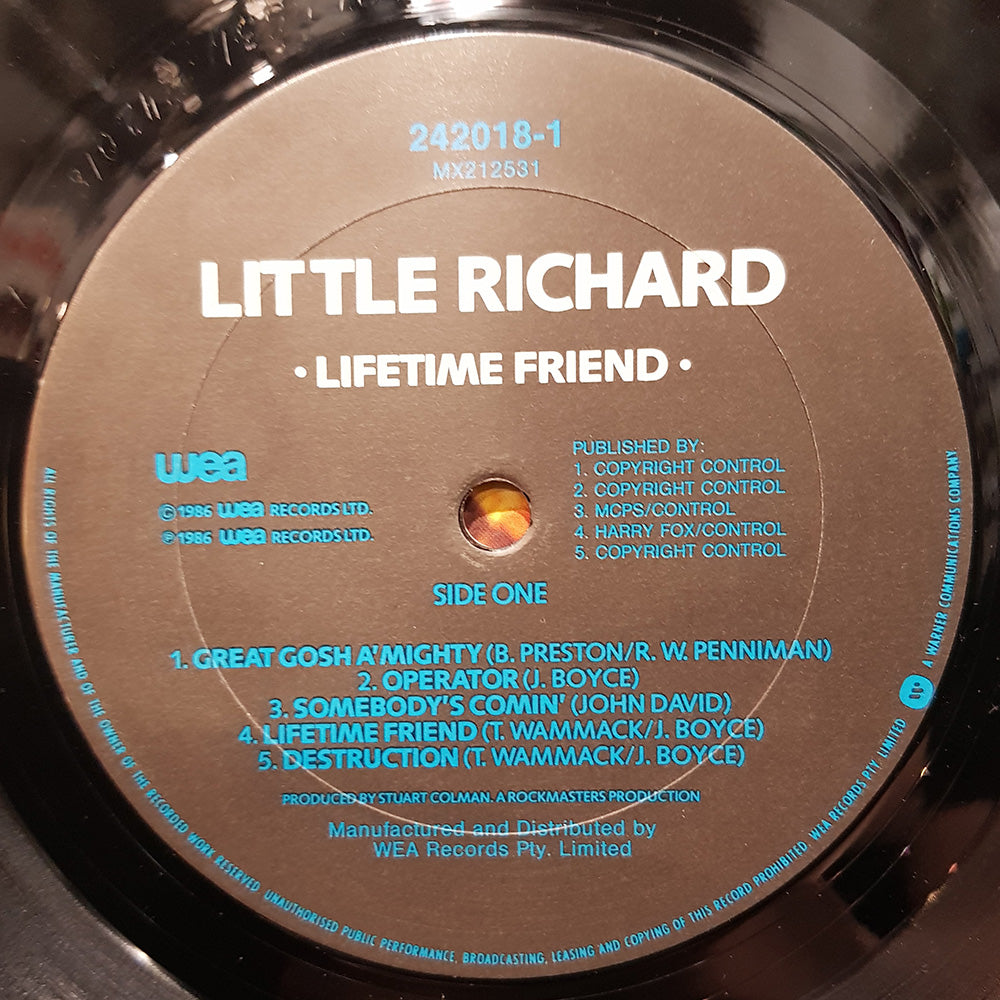 242018-1
MX212531
LITTLE RICHARD
• LIFETIME FRIEND •
wea
©1986 wea RECORDS LTD.
℗1986 wea RECORDS LTD.
PUBLISHED BY:
1. COPYRIGHT CONTROL
2. COPYRIGHT CONTROL
3. MCPS/CONTROL
4. HARRY FOX/CONTROL
5. COPYRIGHT CONTROL
SIDE ONE
1. GREAT GOSH A'MIGHTY (B. PRESTON/R. W. PENNIMAN)
2. OPERATOR (J. BOYCE)
3. SOMEBODY'S COMIN' (JOHN DAVID)
4. LIFETIME FRIEND (T. WAMMACK/J. BOYCE)
5. DESTRUCTION (T. WAMMACK/J. BOYCE)
PRODUCED BY STUART COLMAN. A ROCKMASTERS PRODUCTION
Manufactured and Distributed by
WEA Records Pty. Limited
ALL RIGHTS OF THE MANUFACTURER AND OF THE OWNER OF THE RECORDED WORK RESERVED UNAUTHORISED PUBLIC PERFORMANCE, BROADCASTING, LEASING AND COPYING OF THIS RECORD PROHIBITED. WEA RECORDS PTY. LIMITED A WARNER COMMUNICATIONS COMPANY